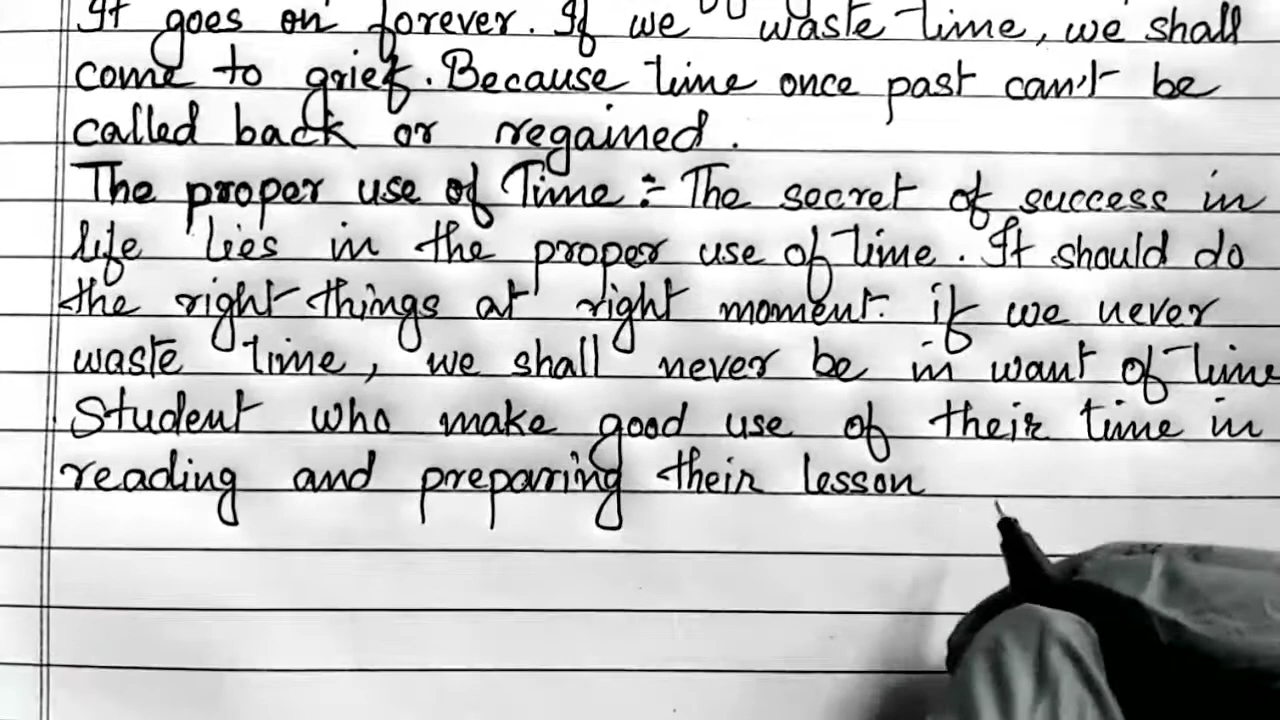 It goes on forever. If we waste time, we shall
come to grief. Because time once past can't be
called back or regained.
The proper use of Time :- The secret of success in
life lies in the proper use of time. It should do
the right things at right moment. if we never
waste time, we shall never be in want of time
Student who make good use of their time in
reading and preparing their lesson